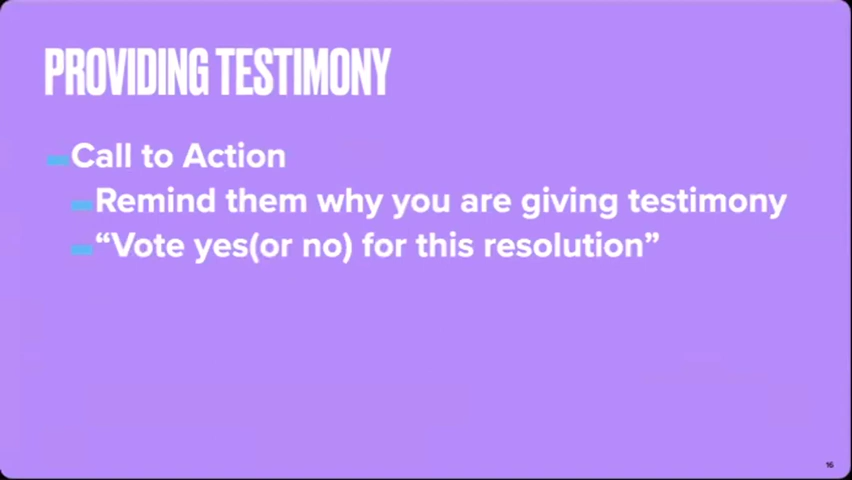 PROVIDING TESTIMONY
Call to Action
Remind them why you are giving testimony
“Vote yes(or no) for this resolution”
16